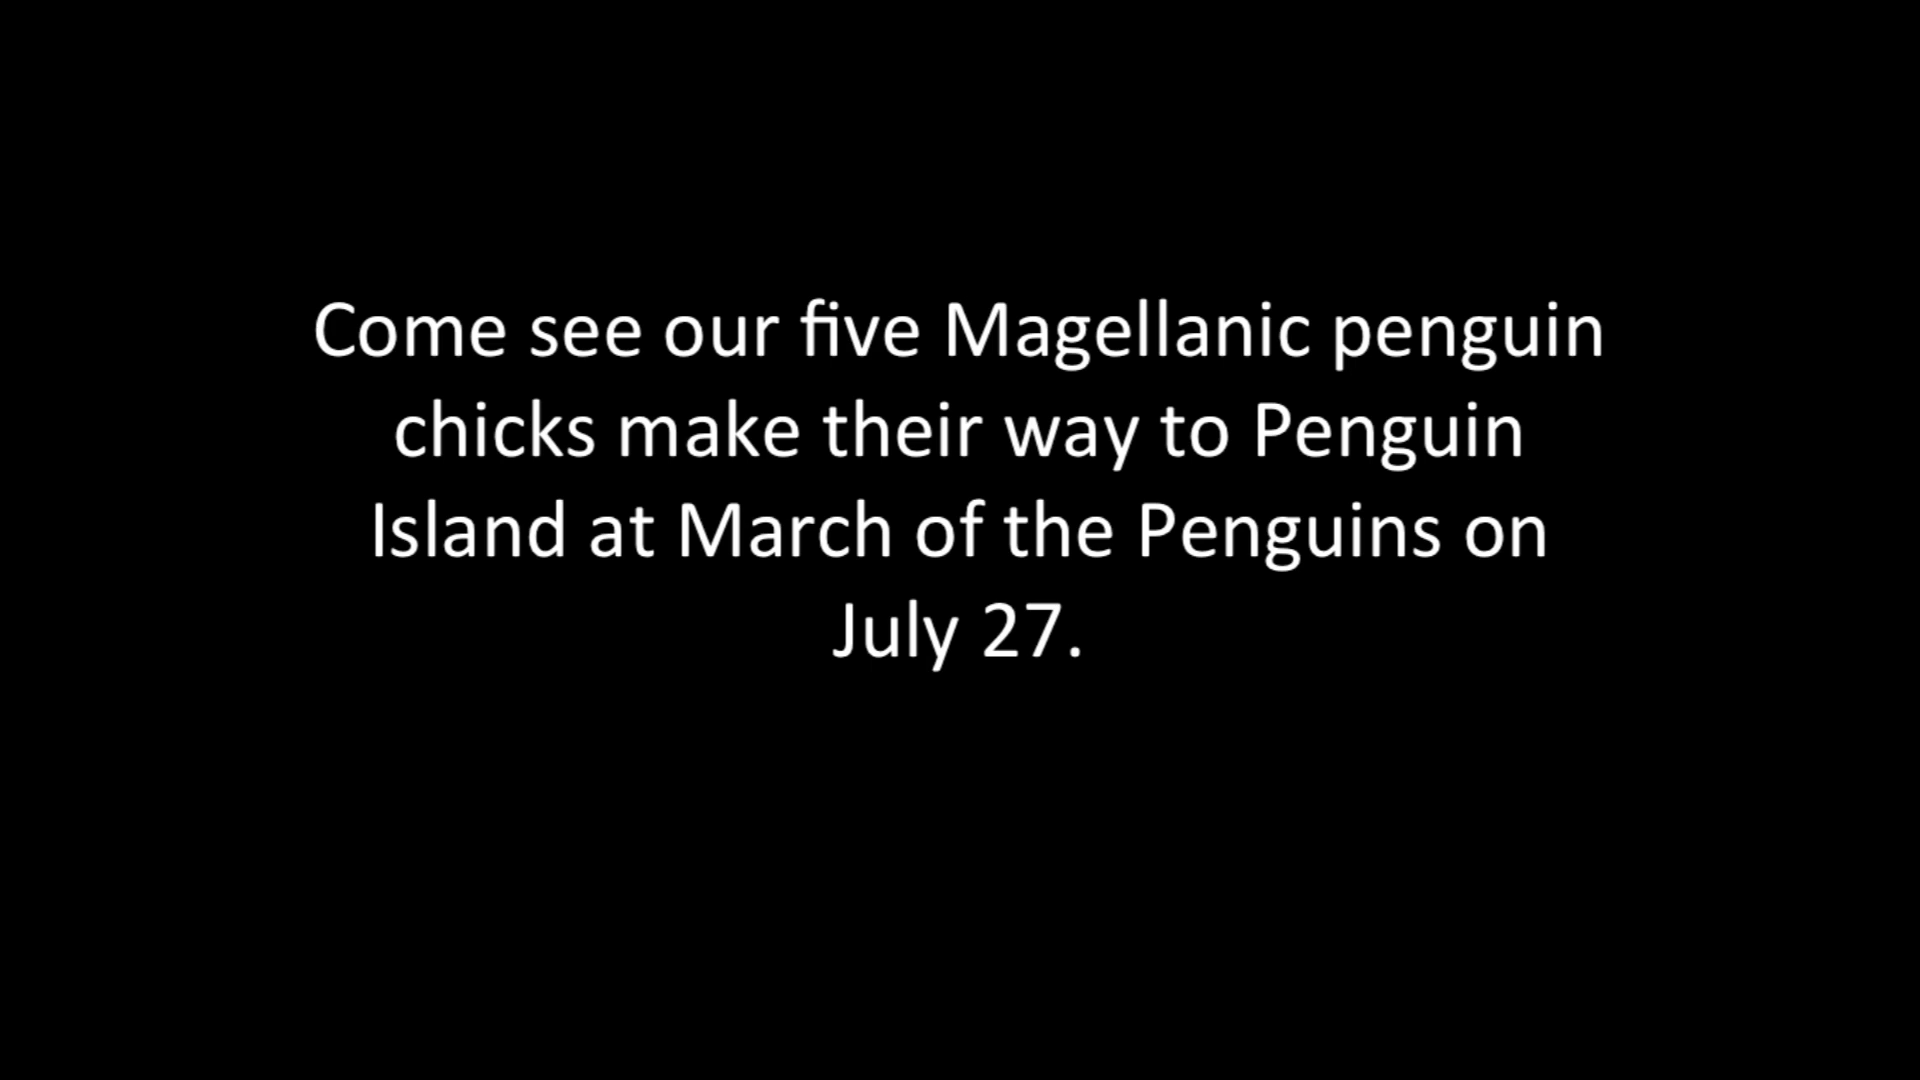 Come see our five Magellanic penguin
chicks make their way to Penguin
Island at March of the Penguins on
July 27.